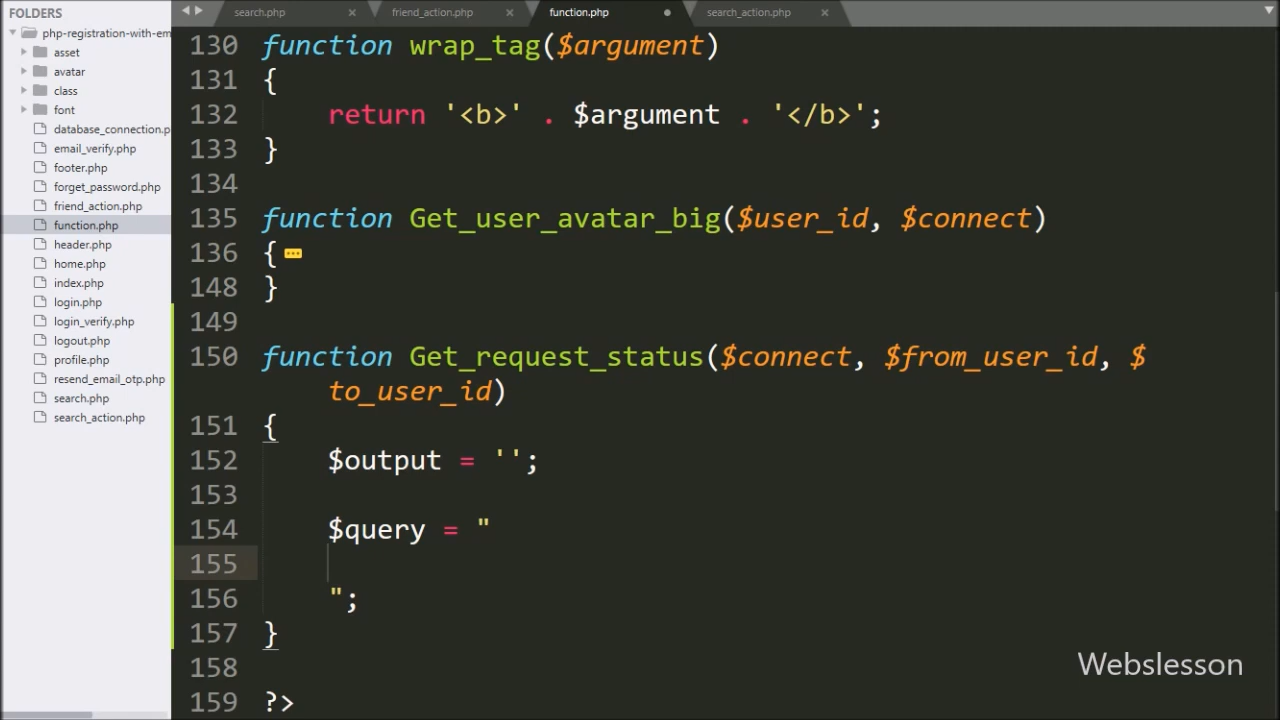 FOLDERS
php-registration-with-em
asset
avatar
class
font
database_connection.p
email_verify.php
footer.php
forget_password.php
friend_action.php
function.php
header.php
home.php
index.php
login.php
login_verify.php
logout.php
profile.php
resend_email_otp.php
search.php
search_action.php
search.php × friend_action.php × function.php search_action.php ×
130 function wrap_tag($argument)
131 {
132 return '<b>' . $argument . '</b>';
133 }
134
135 function Get_user_avatar_big($user_id, $connect)
136 {
148 }
149
150 function Get_request_status($connect, $from_user_id, $
to_user_id)
151 {
152 $output = '';
153
154 $query = "
155
156 ";
157 }
158
159 ?>
Webslesson